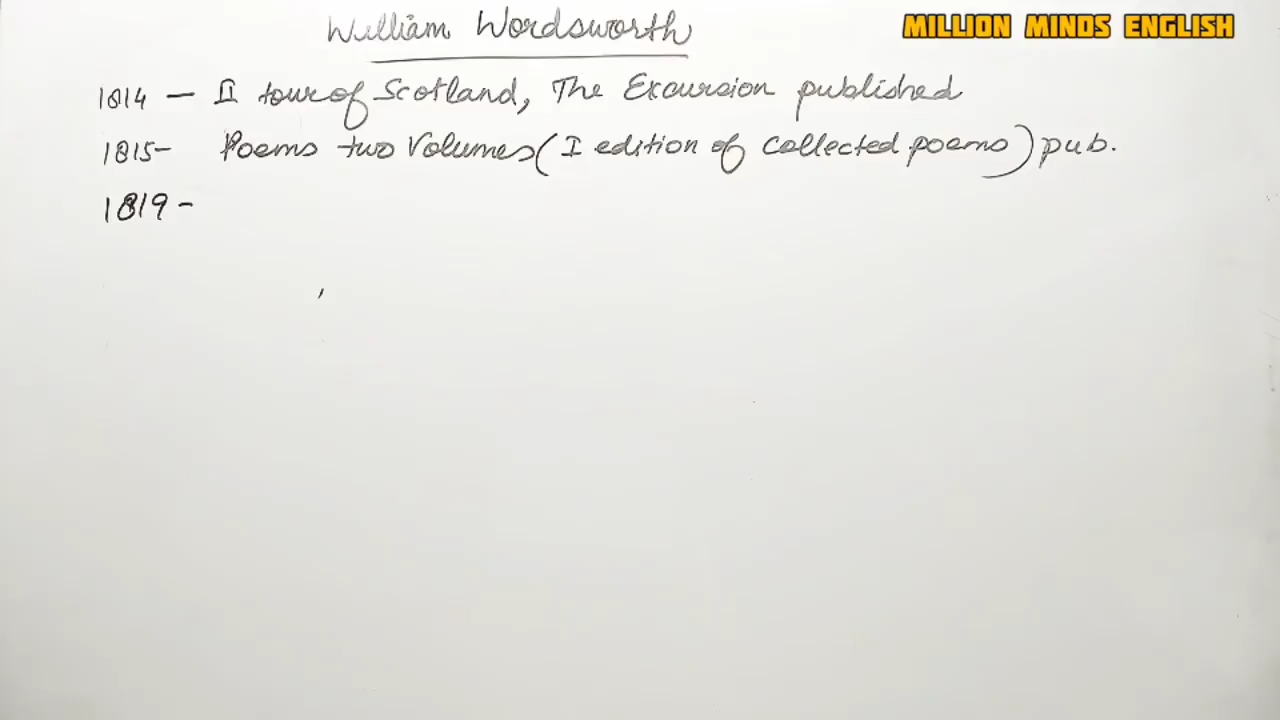 William Wordsworth
MILLION MINDS ENGLISH
1814 — II tour of Scotland, The Excursion published
1815- Poems two Volumes (I edition of collected poems) pub.
1819 -